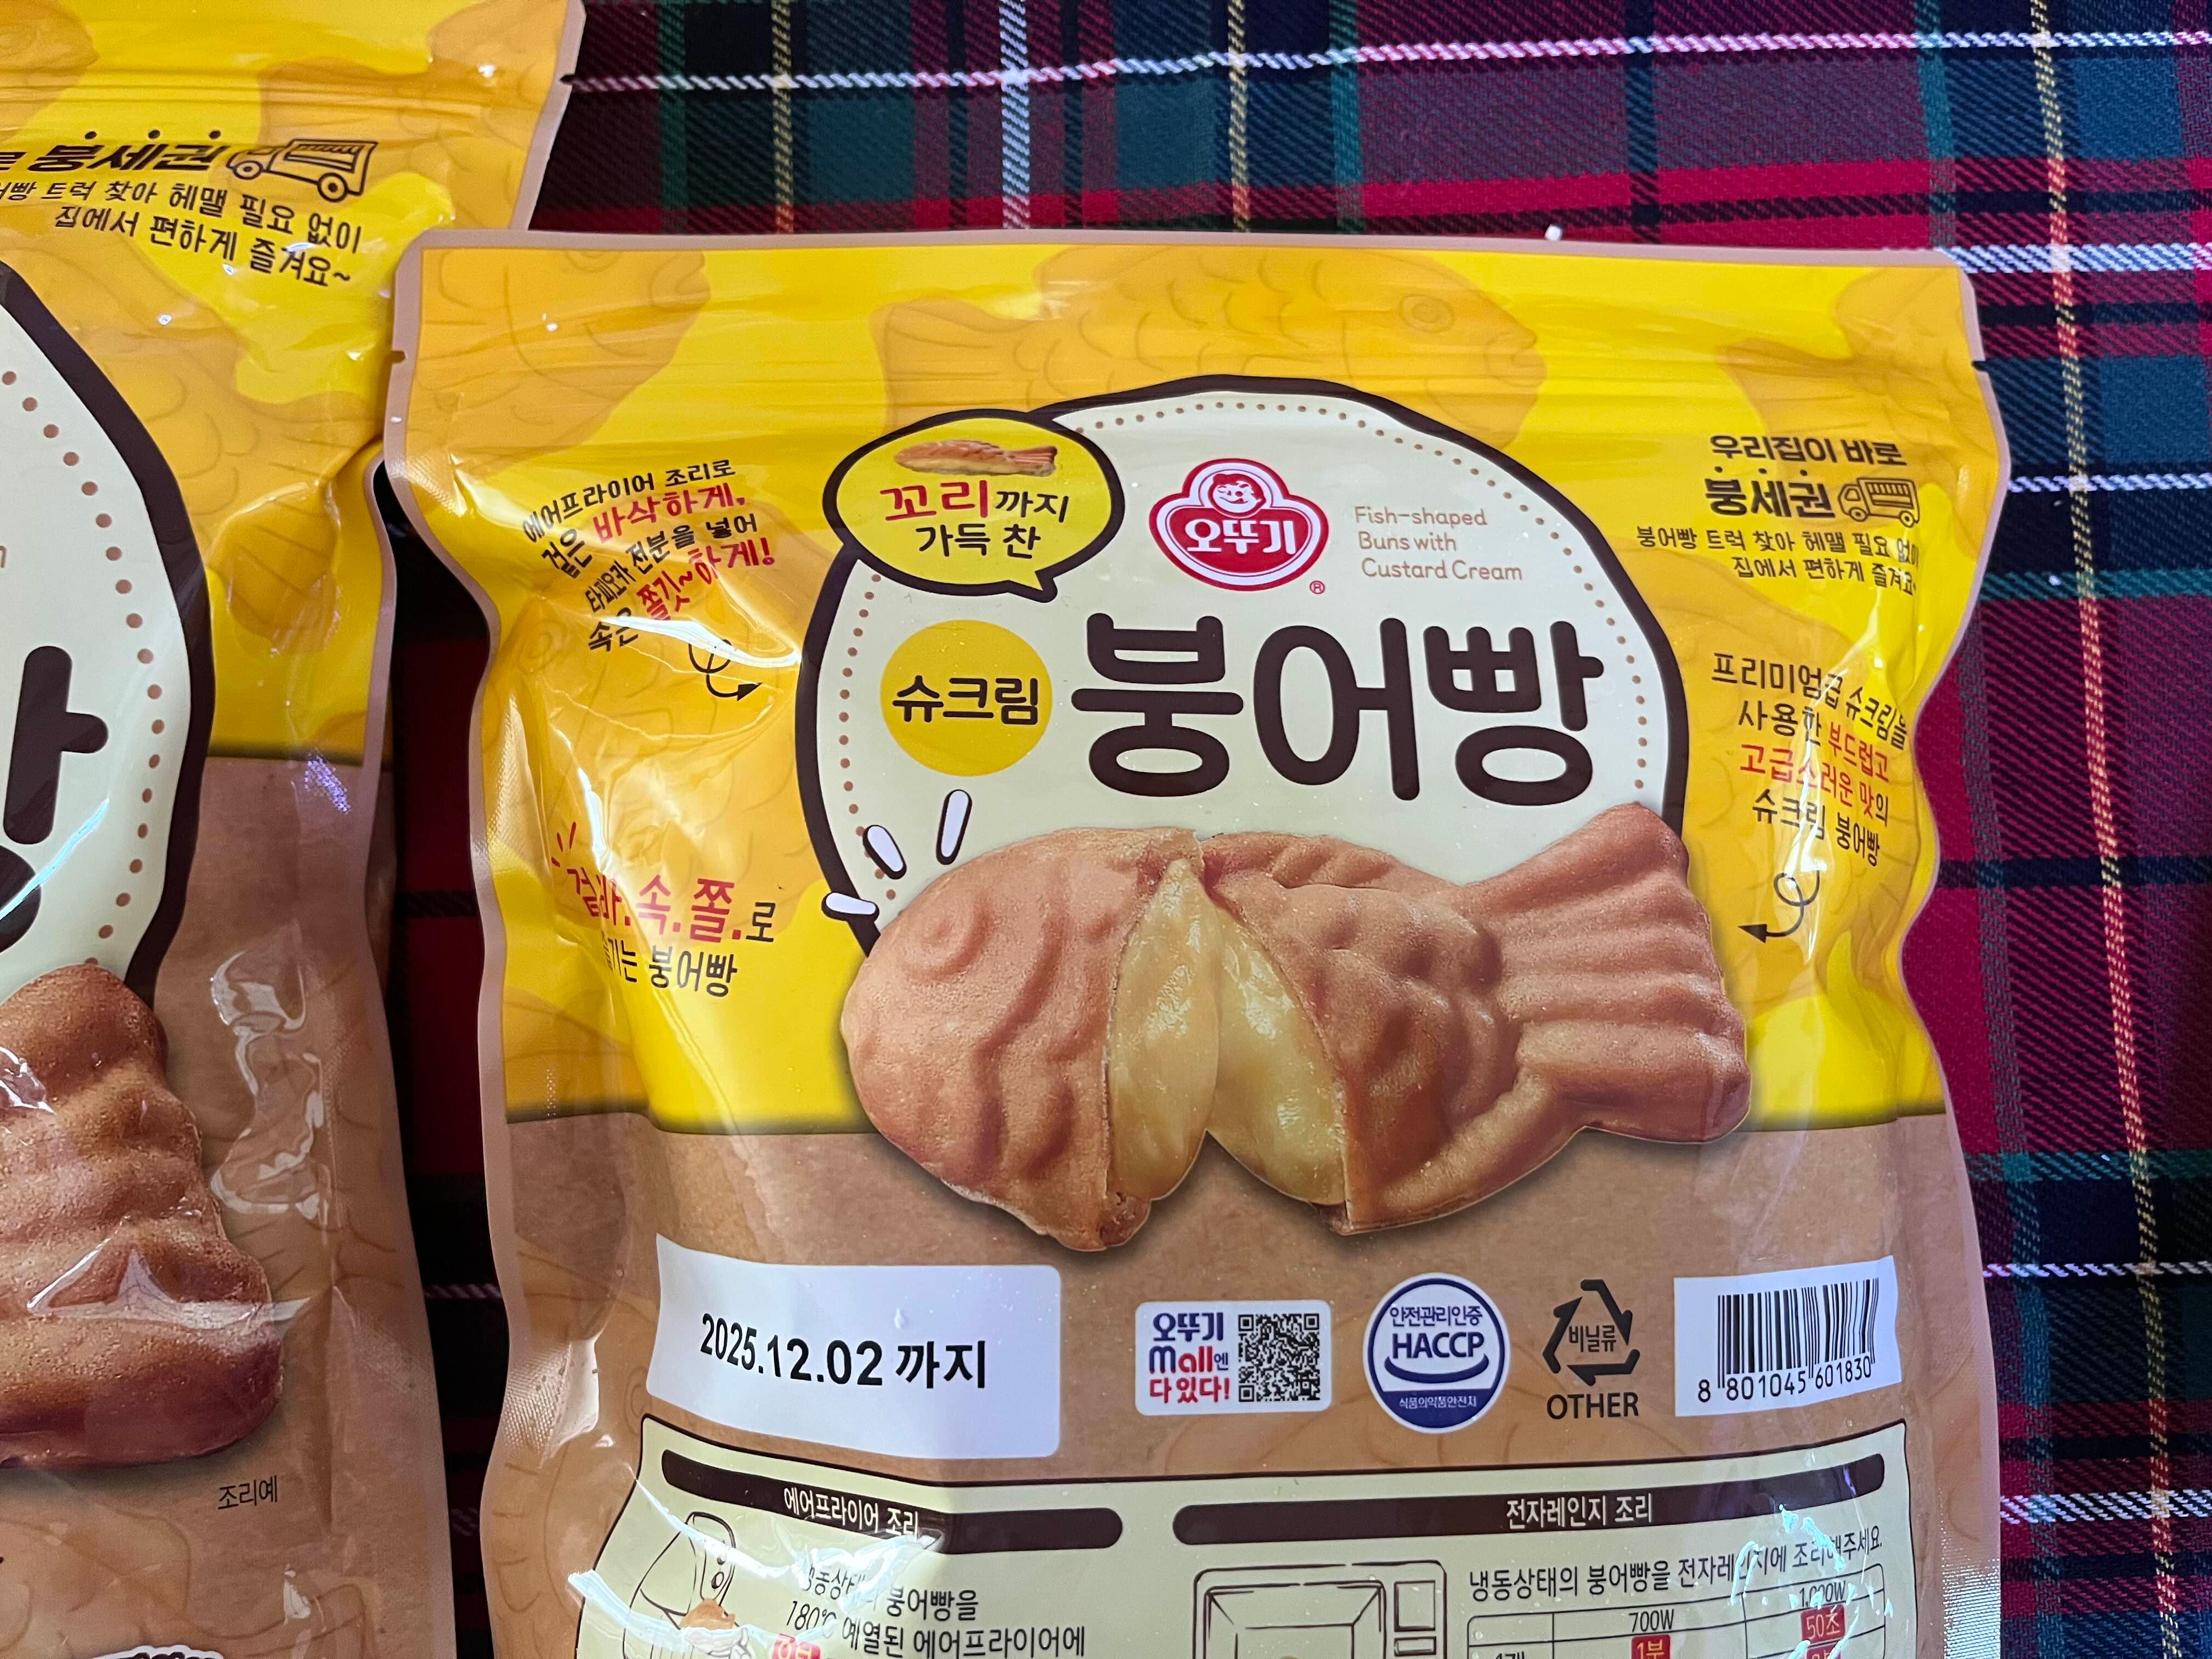 붕세권
트럭 찾아 헤맬 필요 없이
집에서 편하게 즐겨요~
조리예
에어프라이어 조리로
겉은 바삭하게,
타피오카 전분을 넣어
속은 쫄깃~하게!
꼬리까지
가득 찬
오뚜기
®
Fish-shaped
Buns with
Custard Cream
우리집이 바로
붕세권
붕어빵 트럭 찾아 헤맬 필요 없이
집에서 편하게 즐겨요~
슈크림 붕어빵
프리미엄급 슈크림을
사용한 부드럽고
고급스러운 맛의
슈크림 붕어빵
겉.바.속.쫄.로
즐기는 붕어빵
2025.12.02 까지
오뚜기
mall엔
다 있다!
안전관리인증
HACCP
식품의약품안전처
비닐류
OTHER
8 801045 601830
에어프라이어 조리
냉동상태의 붕어빵을
180℃ 예열된 에어프라이어에
전자레인지 조리
냉동상태의 붕어빵을 전자레인지에 조리해주세요.
700W 1,000W
1개 1분 50초